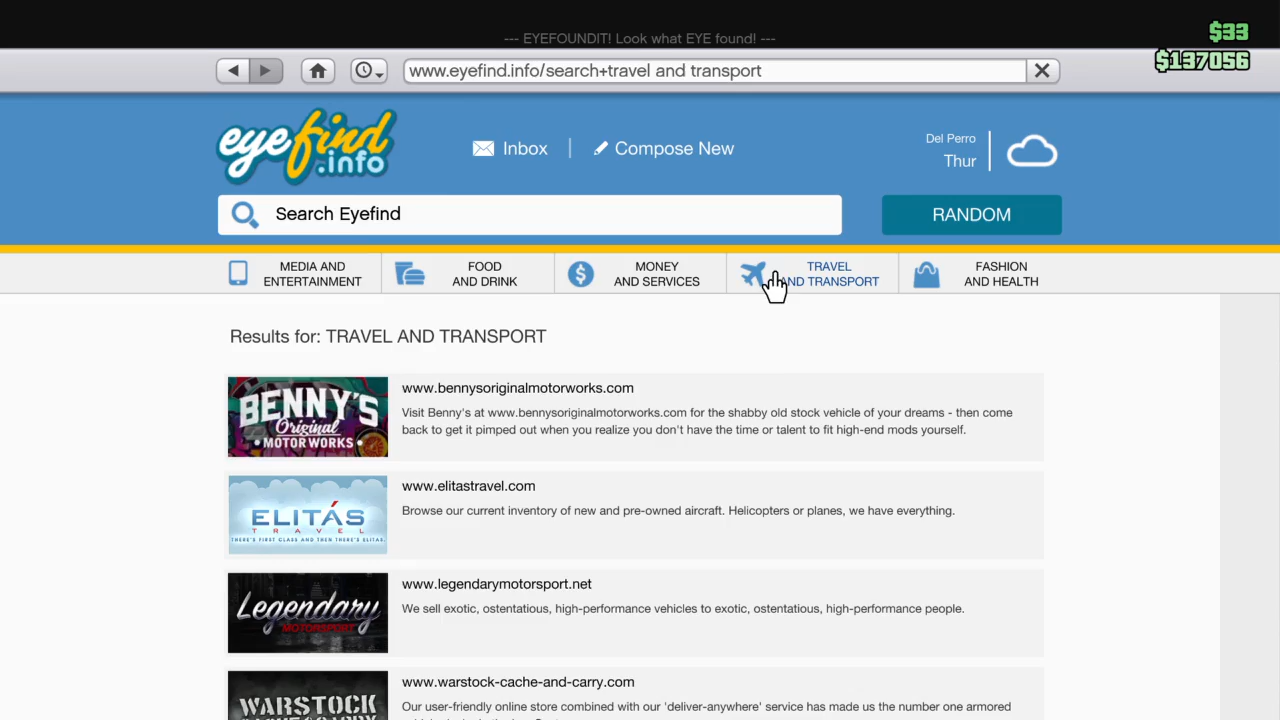 --- EYEFOUNDIT! Look what EYE found! ---
$33
$137056
www.eyefind.info/search+travel and transport
eyefind
.info
Inbox
Compose New
Del Perro
Thur
Search Eyefind
RANDOM
MEDIA AND
ENTERTAINMENT
FOOD
AND DRINK
MONEY
AND SERVICES
TRAVEL
AND TRANSPORT
FASHION
AND HEALTH
Results for: TRAVEL AND TRANSPORT
BENNY'S
Original
MOTOR WORKS
www.bennysoriginalmotorworks.com
Visit Benny's at www.bennysoriginalmotorworks.com for the shabby old stock vehicle of your dreams - then come
back to get it pimped out when you realize you don't have the time or talent to fit high-end mods yourself.
ELITÁS
TRAVEL
THERE'S FIRST CLASS AND THEN THERE'S ELITAS.
www.elitastravel.com
Browse our current inventory of new and pre-owned aircraft. Helicopters or planes, we have everything.
Legendary
MOTORSPORT
www.legendarymotorsport.net
We sell exotic, ostentatious, high-performance vehicles to exotic, ostentatious, high-performance people.
WARSTOCK
www.warstock-cache-and-carry.com
Our user-friendly online store combined with our 'deliver-anywhere' service has made us the number one armored